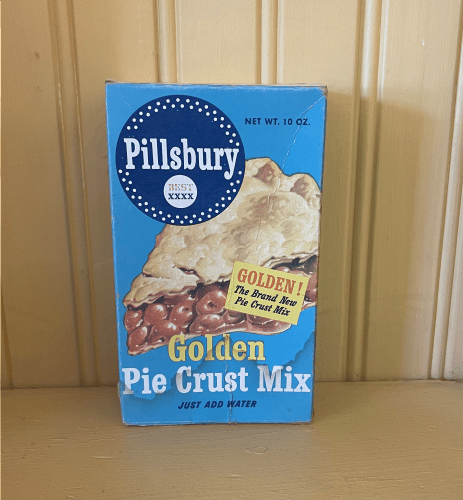 NET WT. 10 OZ.
Pillsbury
BEST
XXXX
GOLDEN!
The Brand New
Pie Crust Mix
Golden
Pie Crust Mix
JUST ADD WATER